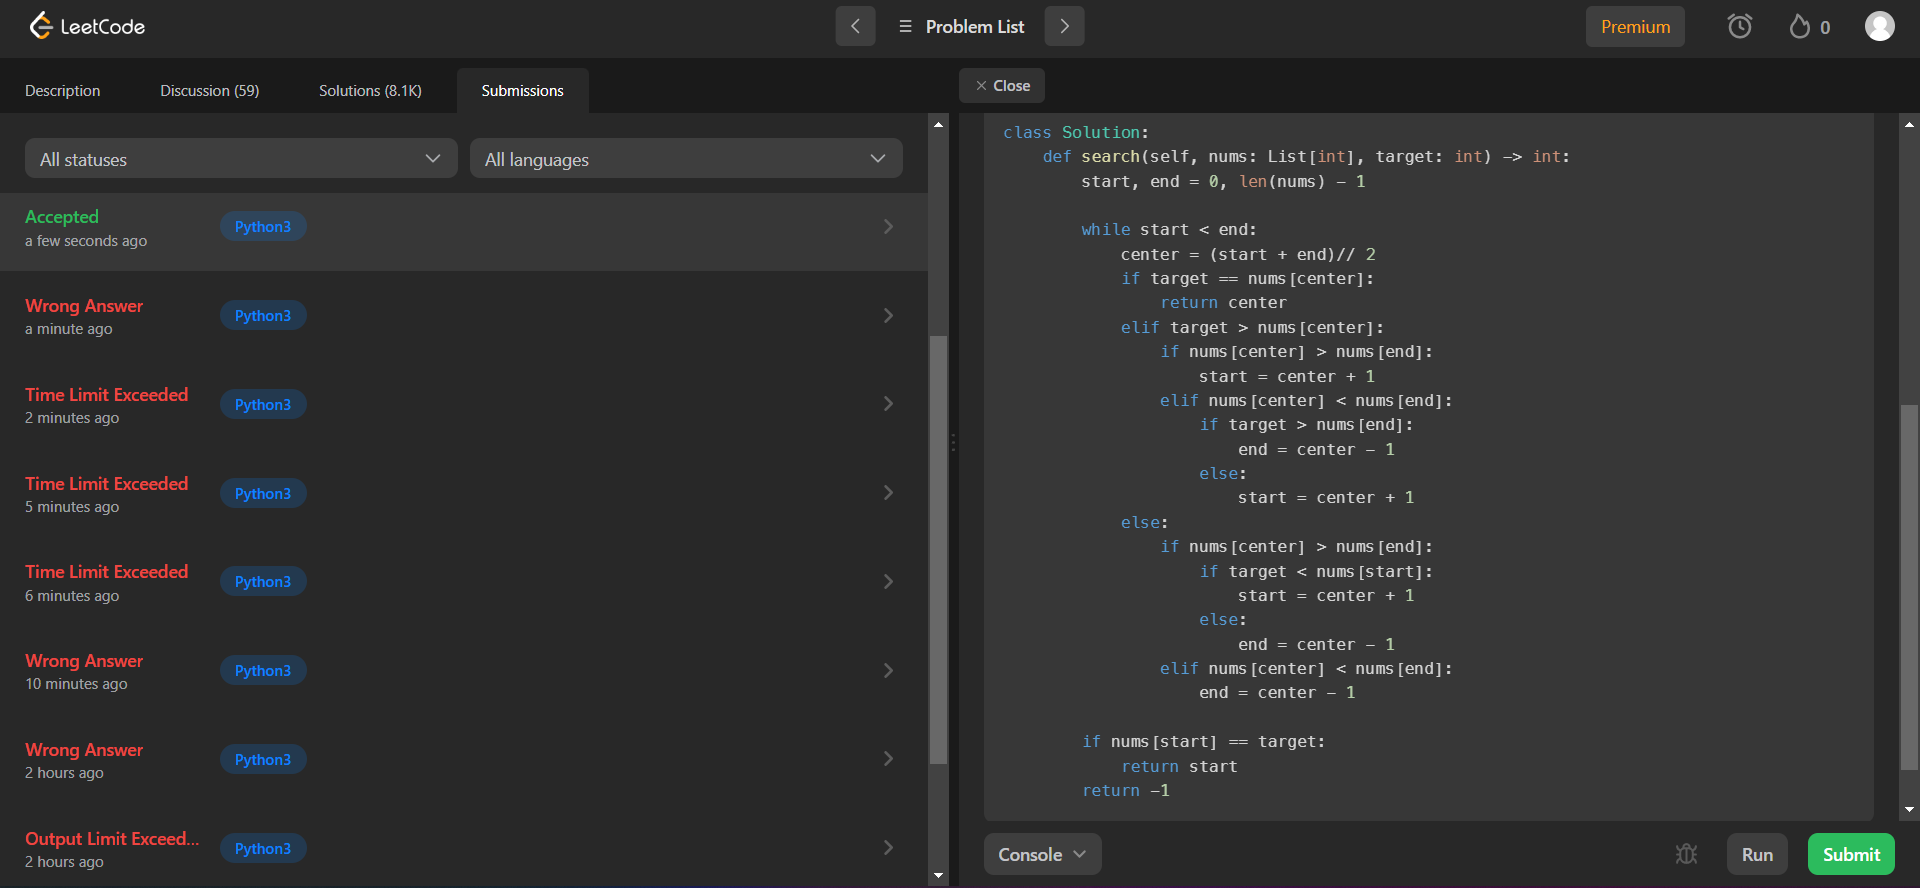 LeetCode
Problem List
Premium
0
Description
Discussion (59)
Solutions (8.1K)
Submissions
× Close
All statuses
All languages
Accepted
a few seconds ago
Python3
Wrong Answer
a minute ago
Python3
Time Limit Exceeded
2 minutes ago
Python3
Time Limit Exceeded
5 minutes ago
Python3
Time Limit Exceeded
6 minutes ago
Python3
Wrong Answer
10 minutes ago
Python3
Wrong Answer
2 hours ago
Python3
Output Limit Exceed...
2 hours ago
Python3
class Solution:
    def search(self, nums: List[int], target: int) -> int:
        start, end = 0, len(nums) - 1

        while start < end:
            center = (start + end)// 2
            if target == nums[center]:
                return center
            elif target > nums[center]:
                if nums[center] > nums[end]:
                    start = center + 1
                elif nums[center] < nums[end]:
                    if target > nums[end]:
                        end = center - 1
                    else:
                        start = center + 1
            else:
                if nums[center] > nums[end]:
                    if target < nums[start]:
                        start = center + 1
                    else:
                        end = center - 1
                elif nums[center] < nums[end]:
                    end = center - 1

        if nums[start] == target:
            return start
        return -1
Console
Run
Submit